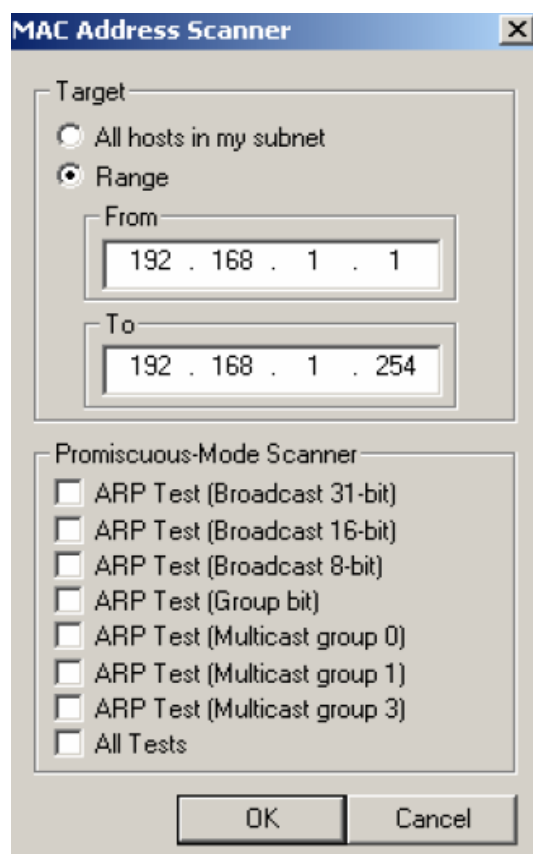 MAC Address Scanner
Target
All hosts in my subnet
Range
From
192 . 168 . 1 . 1
To
192 . 168 . 1 . 254
Promiscuous-Mode Scanner
ARP Test (Broadcast 31-bit)
ARP Test (Broadcast 16-bit)
ARP Test (Broadcast 8-bit)
ARP Test (Group bit)
ARP Test (Multicast group 0)
ARP Test (Multicast group 1)
ARP Test (Multicast group 3)
All Tests
OK Cancel